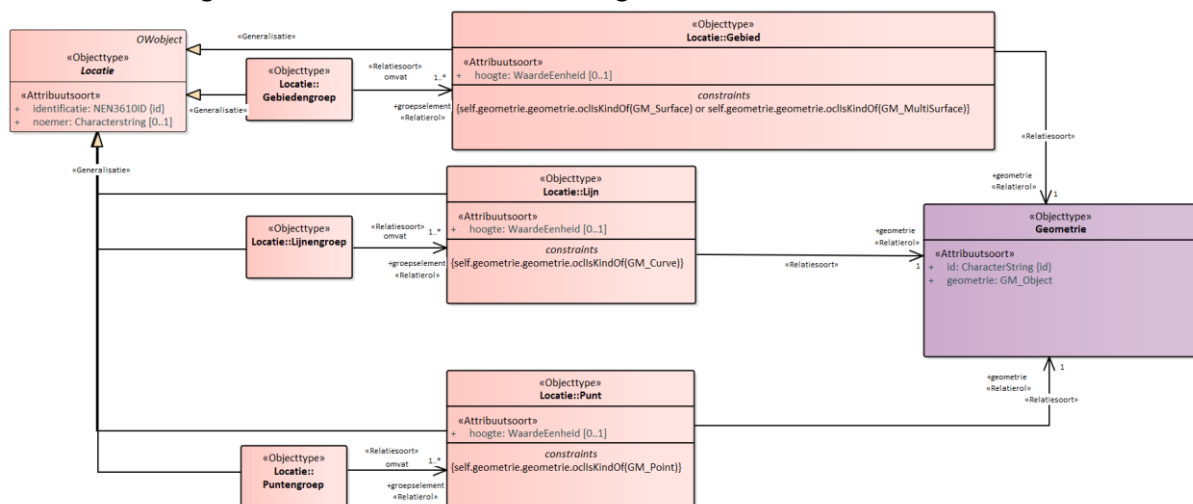 OWobject
«Objecttype»
Locatie
«Attribuutsoort»
+ identificatie: NEN3610ID {id}
+ noemer: Characterstring [0..1]
«Generalisatie»
«Generalisatie»
«Generalisatie»
«Objecttype»
Locatie::
Gebiedengroep
«Relatiesoort»
omvat
1..*
+groepselement
«Relatierol»
«Objecttype»
Locatie::Gebied
«Attribuutsoort»
+ hoogte: WaardeEenheid [0..1]
constraints
{self.geometrie.geometrie.oclIsKindOf(GM_Surface) or self.geometrie.geometrie.oclIsKindOf(GM_MultiSurface)}
«Relatiesoort»
+geometrie
«Relatierol»
1
«Objecttype»
Locatie::Lijnengroep
«Relatiesoort»
omvat
1..*
+groepselement
«Relatierol»
«Objecttype»
Locatie::Lijn
«Attribuutsoort»
+ hoogte: WaardeEenheid [0..1]
constraints
{self.geometrie.geometrie.oclIsKindOf(GM_Curve)}
+geometrie
«Relatierol»
1
«Relatiesoort»
«Objecttype»
Geometrie
«Attribuutsoort»
+ id: CharacterString {id}
+ geometrie: GM_Object
«Objecttype»
Locatie::
Puntengroep
«Relatiesoort»
omvat
1..*
+groepselement
«Relatierol»
«Objecttype»
Locatie::Punt
«Attribuutsoort»
+ hoogte: WaardeEenheid [0..1]
constraints
{self.geometrie.geometrie.oclIsKindOf(GM_Point)}
+geometrie
«Relatierol»
1
«Relatiesoort»